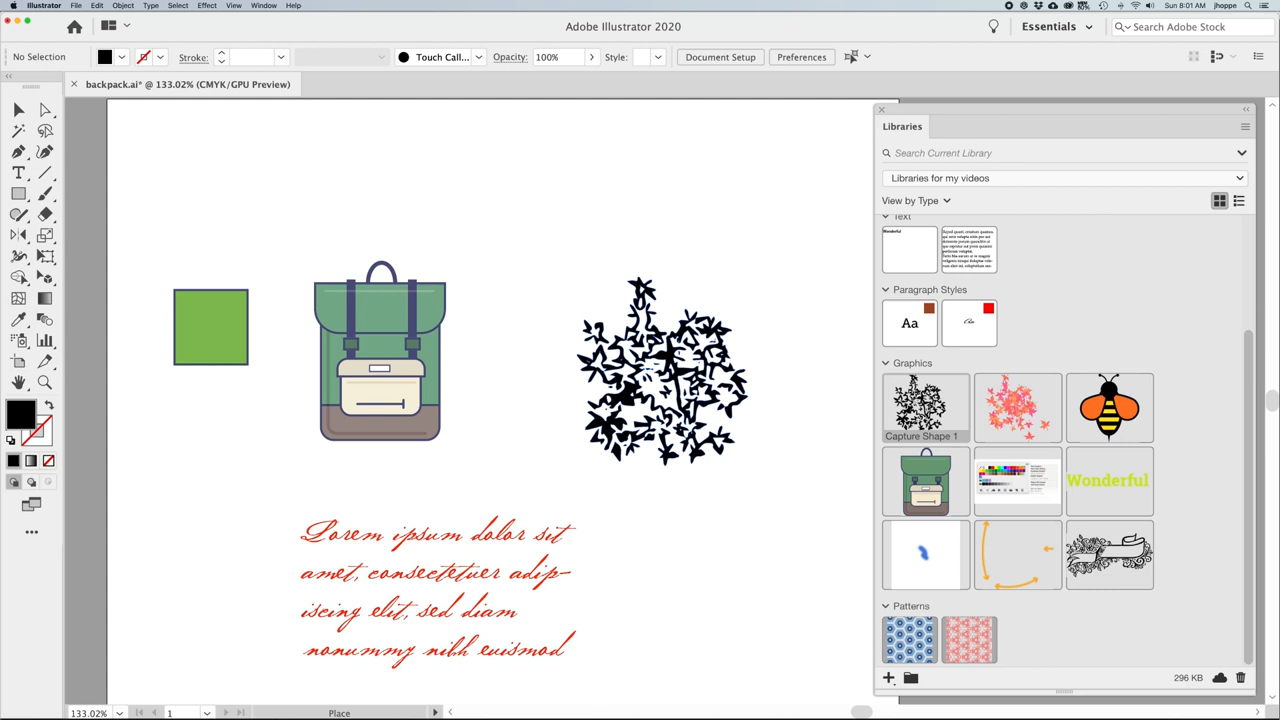 Illustrator File Edit Object Type Select Effect View Window Help
Sun 8:01 AM jhoppe
Adobe Illustrator 2020
Essentials
Search Adobe Stock
No Selection
Stroke:
Touch Call...
Opacity: 100%
Style:
Document Setup
Preferences
backpack.ai* @ 133.02% (CMYK/GPU Preview)
Libraries
Search Current Library
Libraries for my videos
View by Type
Text
Wonderful
Paragraph Styles
Aa
Graphics
Capture Shape 1
Wonderful
Patterns
296 KB
Lorem ipsum dolor sit
amet, consectetuer adip-
iscing elit, sed diam
nonummy nibh euismod
133.02%
1
Place